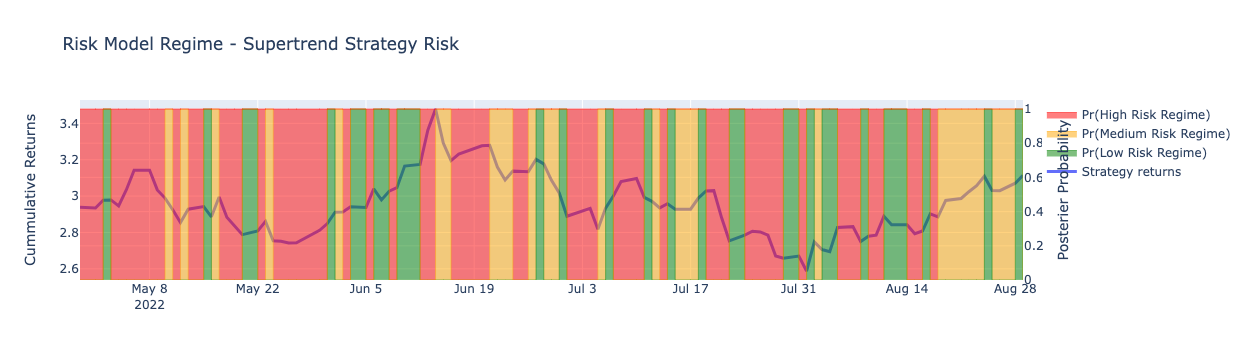 Risk Model Regime - Supertrend Strategy Risk
Cummulative Returns
3.4
3.2
3
2.8
2.6
May 8
2022
May 22
Jun 5
Jun 19
Jul 3
Jul 17
Jul 31
Aug 14
Aug 28
1
0.8
0.6
0.4
0.2
0
Posterier Probability
Pr(High Risk Regime)
Pr(Medium Risk Regime)
Pr(Low Risk Regime)
Strategy returns